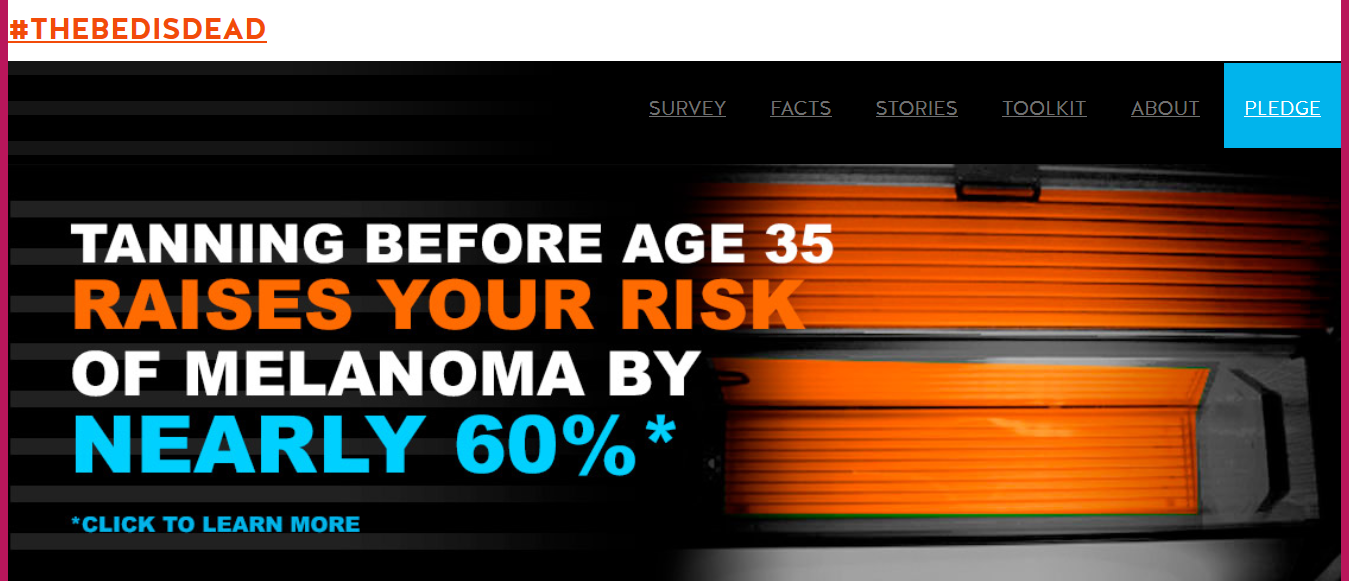 #THEBEDISDEAD
SURVEY FACTS STORIES TOOLKIT ABOUT PLEDGE
TANNING BEFORE AGE 35
RAISES YOUR RISK
OF MELANOMA BY
NEARLY 60%*
*CLICK TO LEARN MORE